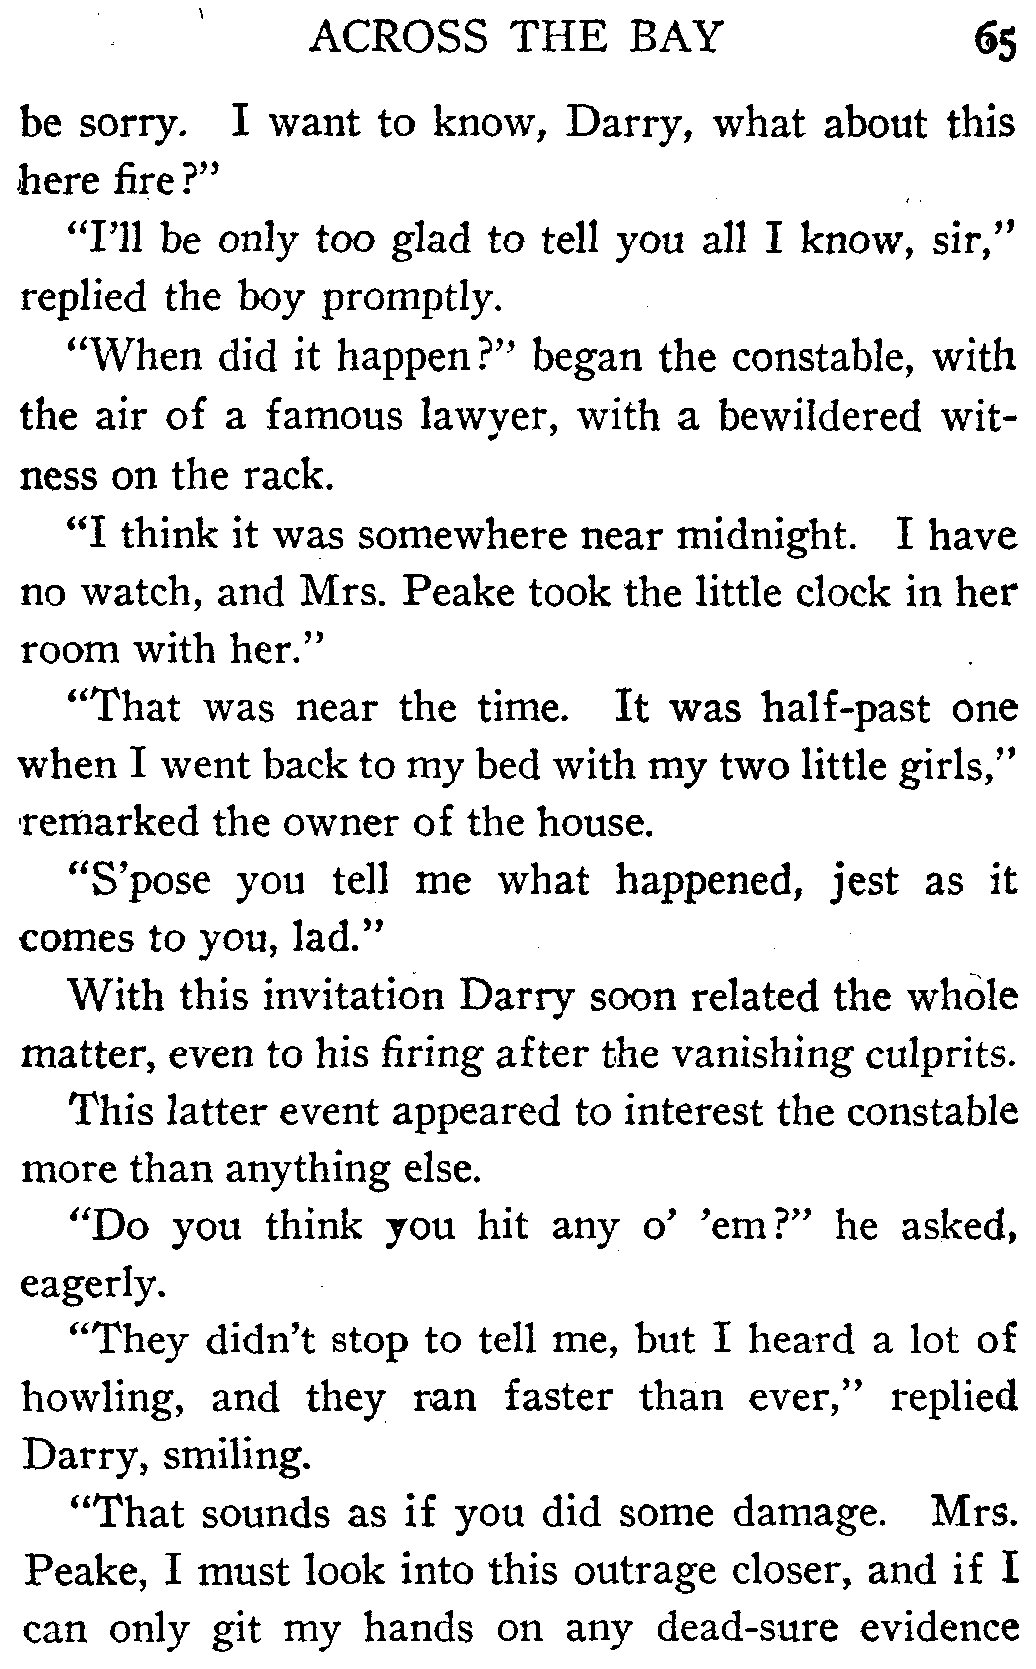 ACROSS THE BAY 65
be sorry. I want to know, Darry, what about this
here fire?"
"I'll be only too glad to tell you all I know, sir,"
replied the boy promptly.
"When did it happen?" began the constable, with
the air of a famous lawyer, with a bewildered wit-
ness on the rack.
"I think it was somewhere near midnight. I have
no watch, and Mrs. Peake took the little clock in her
room with her."
"That was near the time. It was half-past one
when I went back to my bed with my two little girls,"
remarked the owner of the house.
"S'pose you tell me what happened, jest as it
comes to you, lad."
With this invitation Darry soon related the whole
matter, even to his firing after the vanishing culprits.
This latter event appeared to interest the constable
more than anything else.
"Do you think you hit any o' 'em?" he asked,
eagerly.
"They didn't stop to tell me, but I heard a lot of
howling, and they ran faster than ever," replied
Darry, smiling.
"That sounds as if you did some damage. Mrs.
Peake, I must look into this outrage closer, and if I
can only git my hands on any dead-sure evidence